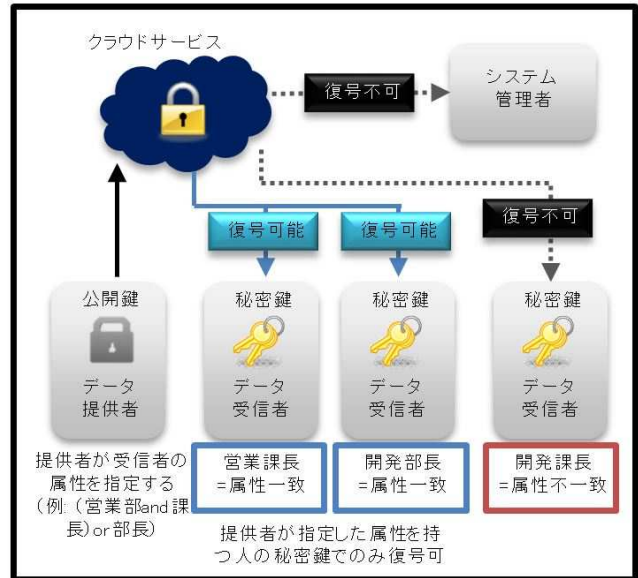 クラウドサービス
復号不可
システム
管理者
復号可能
復号可能
復号不可
公開鍵
データ
提供者
秘密鍵
データ
受信者
秘密鍵
データ
受信者
秘密鍵
データ
受信者
提供者が受信者の
属性を指定する
(例:(営業部and課
長)or部長)
営業課長
=属性一致
開発部長
=属性一致
開発課長
=属性不一致
提供者が指定した属性を持
つ人の秘密鍵でのみ復号可